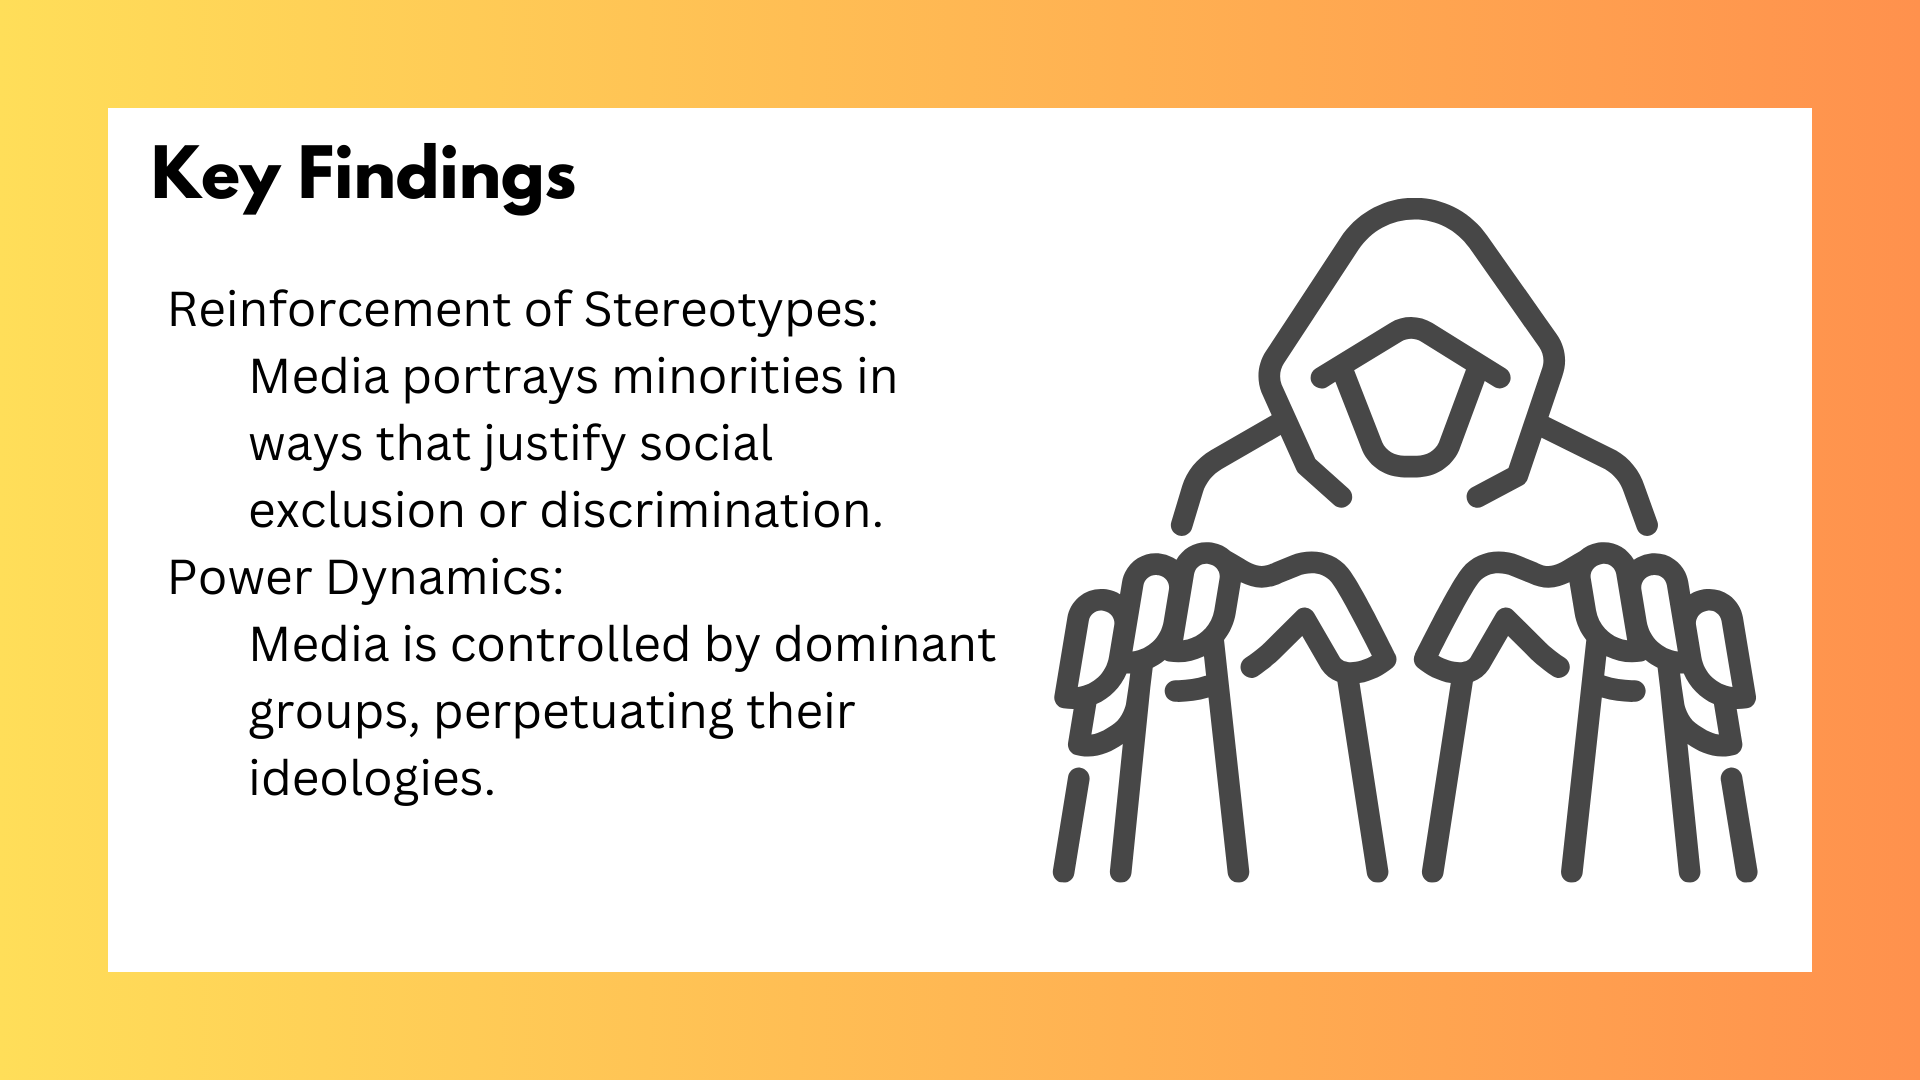 Key Findings
Reinforcement of Stereotypes:
Media portrays minorities in
ways that justify social
exclusion or discrimination.
Power Dynamics:
Media is controlled by dominant
groups, perpetuating their
ideologies.